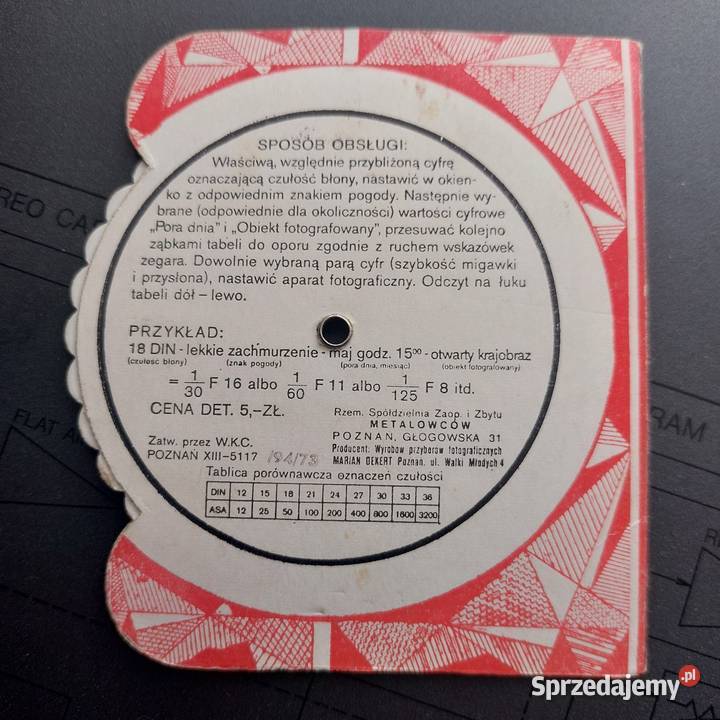 SPOSÓB OBSŁUGI:
Właściwą, względnie przybliżoną cyfrę
oznaczającą czułość błony, nastawić w okien-
ko z odpowiednim znakiem pogody. Następnie wy-
brane (odpowiednie dla okoliczności) wartości cyfrowe
„Pora dnia" i „Obiekt fotografowany", przesuwać kolejno
ząbkami tabeli do oporu zgodnie z ruchem wskazówek
zegara. Dowolnie wybraną parą cyfr (szybkość migawki
i przysłona), nastawić aparat fotograficzny. Odczyt na łuku
tabeli dół – lewo.
PRZYKŁAD:
18 DIN - lekkie zachmurzenie - maj godz. 15⁰⁰ - otwarty krajobraz
(czułość błony) (znak pogody) (pora dnia, miesiąc) (obiekt fotografowany)
= 1/30 F 16 albo 1/60 F 11 albo 1/125 F 8 itd.
CENA DET. 5,–ZŁ.
Rzem. Spółdzielnia Zaop. i Zbytu
METALOWCÓW
POZNAŃ, GŁOGOWSKA 31
Zatw. przez W.K.C.
POZNAŃ XIII–5117 194/73
Producent: Wyrobów przyborów fotograficznych
MARIAN DEKERT Poznań, ul. Walki Młodych 4
Tablica porównawcza oznaczeń czułości
DIN 12 15 18 21 24 27 30 33 36
ASA 12 25 50 100 200 400 800 1600 3200
REO CA
FLAT A
RAM
Sprzedajemy.pl